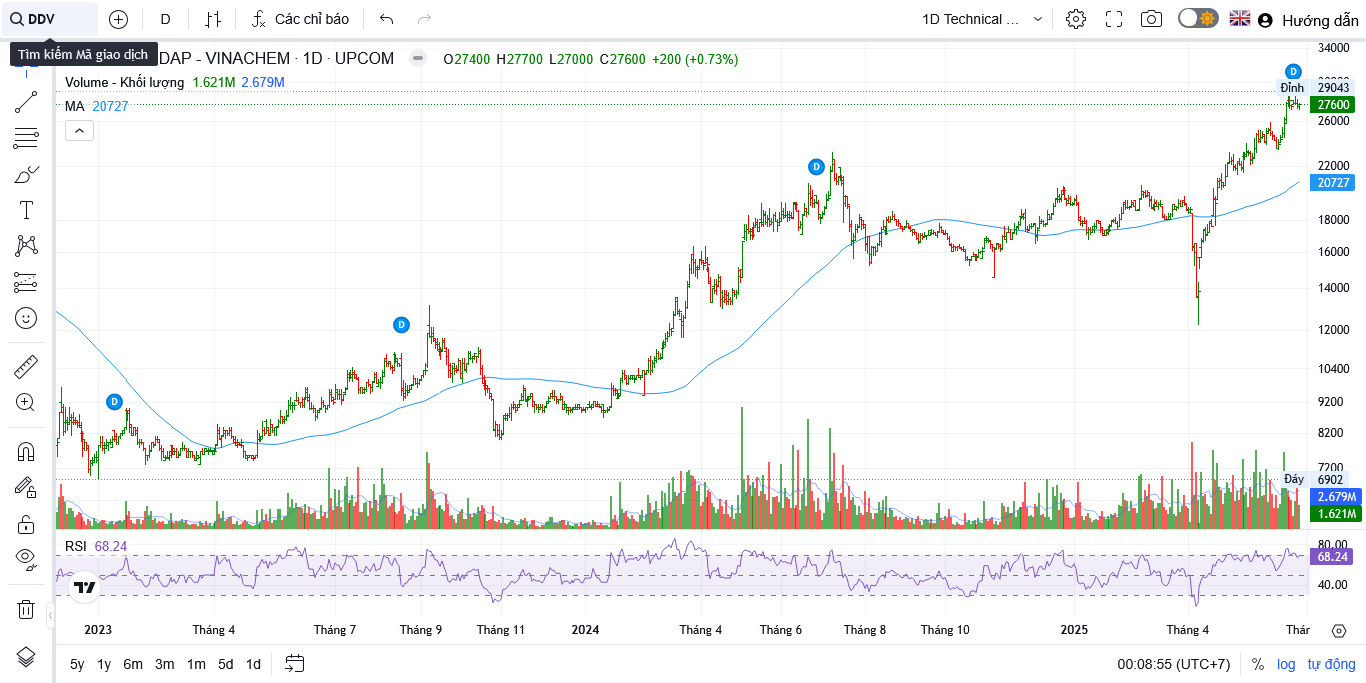 DDV
D
Các chỉ báo
1D Technical ...
Hướng dẫn
Tìm kiếm Mã giao dịch
DAP - VINACHEM · 1D · UPCOM
O27400 H27700 L27000 C27600 +200 (+0.73%)
Volume - Khối lượng 1.621M 2.679M
MA 20727
34000
D
Đỉnh 29043
27600
26000
22000
20727
18000
16000
14000
12000
10400
9200
8200
7200
Đáy 6902
2.679M
1.621M
D
D
D
RSI 68.24
80.00
68.24
40.00
2023
Tháng 4
Tháng 7
Tháng 9
Tháng 11
2024
Tháng 4
Tháng 6
Tháng 8
Tháng 10
2025
Tháng 4
Thár
5y 1y 6m 3m 1m 5d 1d
00:08:55 (UTC+7)
% log tự động